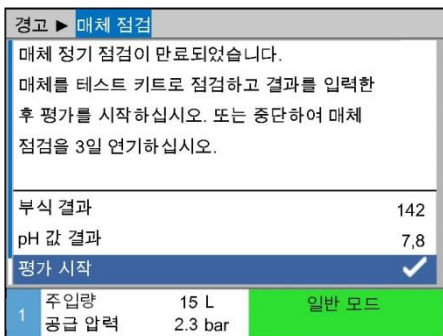 경고 ▶ 매체 점검
매체 정기 점검이 만료되었습니다.
매체를 테스트 키트로 점검하고 결과를 입력한
후 평가를 시작하십시오. 또는 중단하여 매체
점검을 3일 연기하십시오.
부식 결과 142
pH 값 결과 7,8
평가 시작 ✓
1 주입량 15 L 일반 모드
공급 압력 2.3 bar